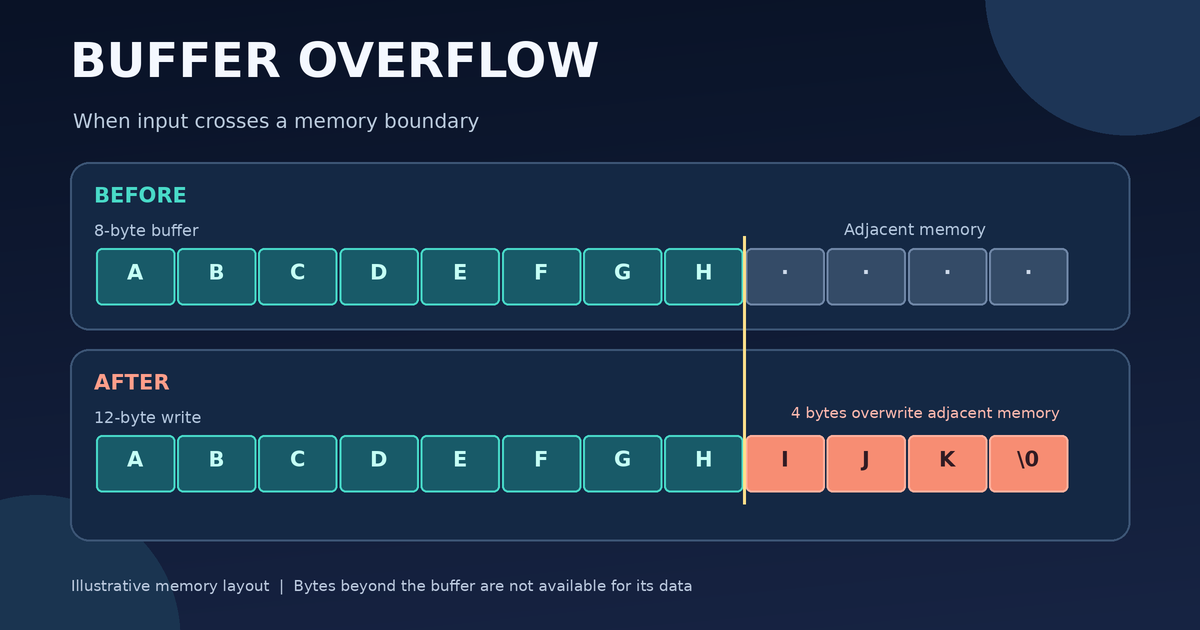 BUFFER OVERFLOW
When input crosses a memory boundary
BEFORE
8-byte buffer
Adjacent memory
A B C D E F G H · · · ·
AFTER
12-byte write
4 bytes overwrite adjacent memory
A B C D E F G H I J K \0
Illustrative memory layout | Bytes beyond the buffer are not available for its data